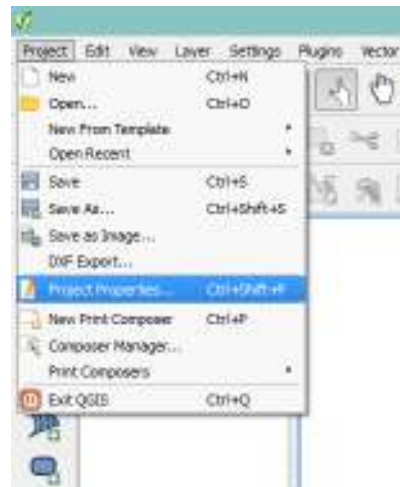 Project Edit View Layer Settings Plugins Vector
New Ctrl+N
Open... Ctrl+O
New From Template
Open Recent
Save Ctrl+S
Save As... Ctrl+Shift+S
Save as Image...
DXF Export...
Project Properties... Ctrl+Shift+P
New Print Composer Ctrl+P
Composer Manager...
Print Composers
Exit QGIS Ctrl+Q